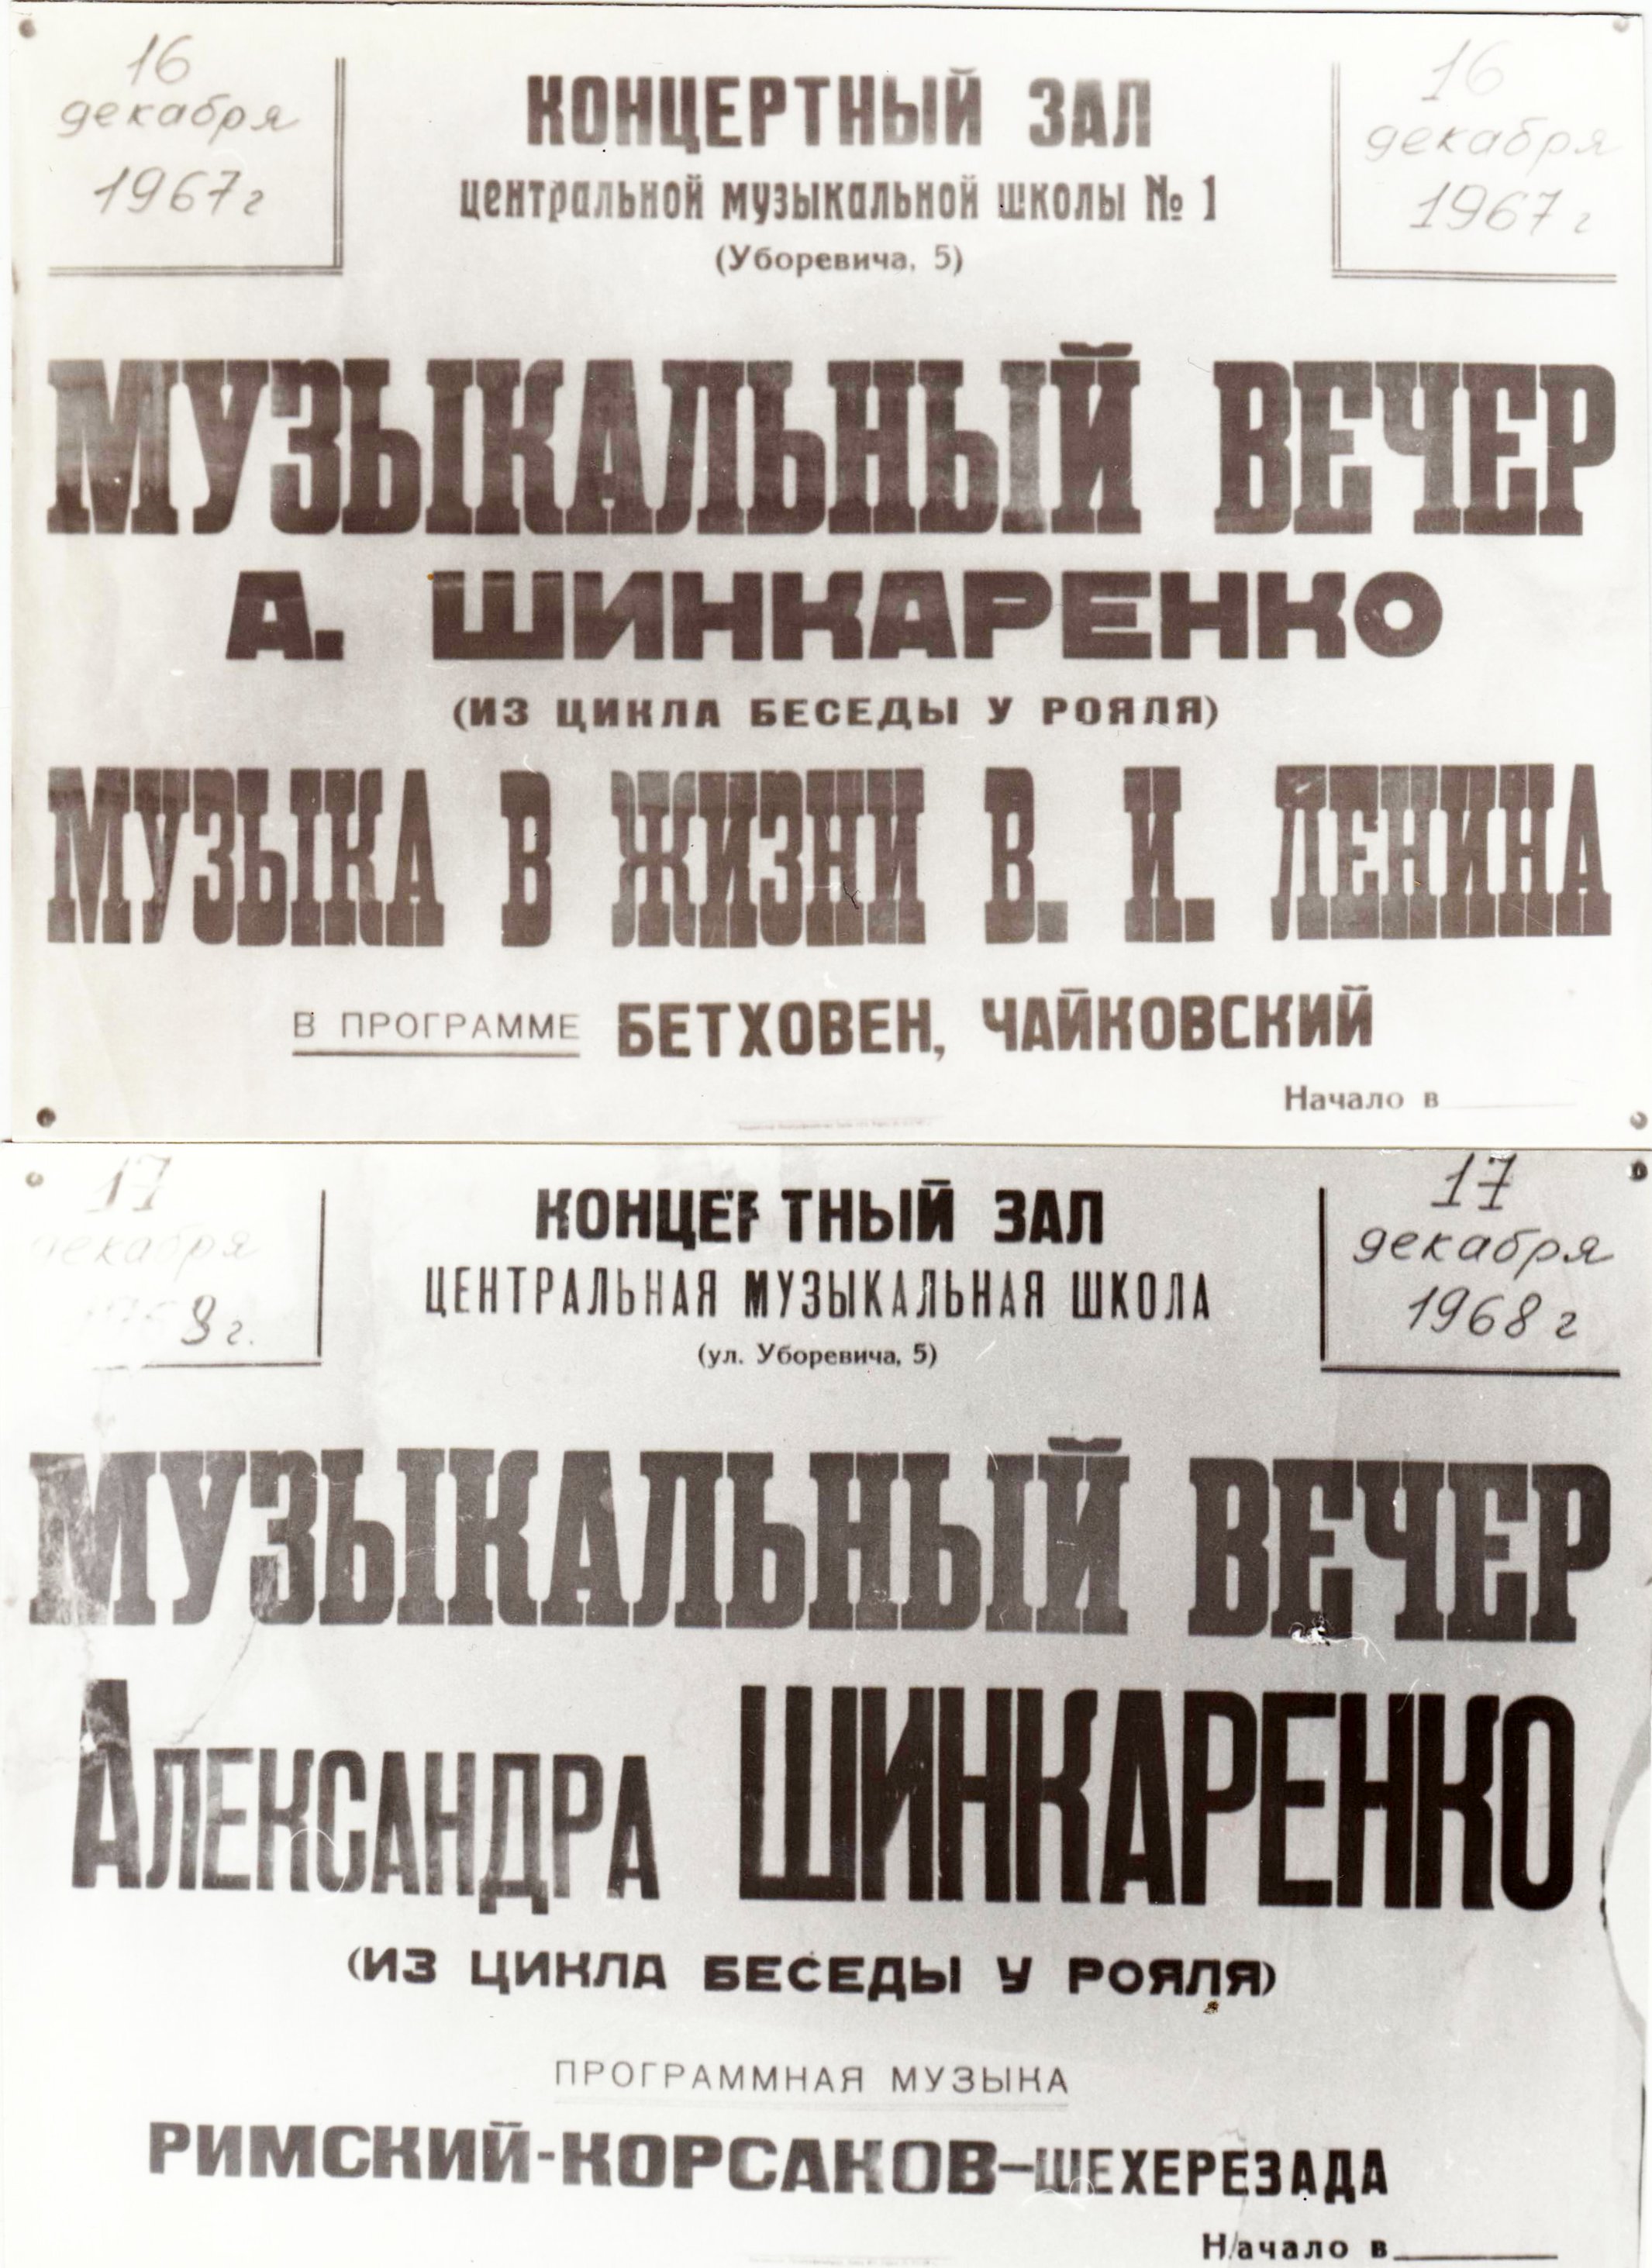 16
декабря
1967 г
КОНЦЕРТНЫЙ ЗАЛ
центральной музыкальной школы № 1
(Уборевича, 5)
16
декабря
1967 г
МУЗЫКАЛЬНЫЙ ВЕЧЕР
А. ШИНКАРЕНКО
(ИЗ ЦИКЛА БЕСЕДЫ У РОЯЛЯ)
МУЗЫКА В ЖИЗНИ В. И. ЛЕНИНА
В ПРОГРАММЕ БЕТХОВЕН, ЧАЙКОВСКИЙ
Начало в
17
декабря
1968 г.
КОНЦЕРТНЫЙ ЗАЛ
ЦЕНТРАЛЬНАЯ МУЗЫКАЛЬНАЯ ШКОЛА
(ул. Уборевича, 5)
17
декабря
1968 г
МУЗЫКАЛЬНЫЙ ВЕЧЕР
Александра ШИНКАРЕНКО
(ИЗ ЦИКЛА БЕСЕДЫ У РОЯЛЯ)
ПРОГРАММНАЯ МУЗЫКА
РИМСКИЙ-КОРСАКОВ—ШЕХЕРЕЗАДА
Начало в